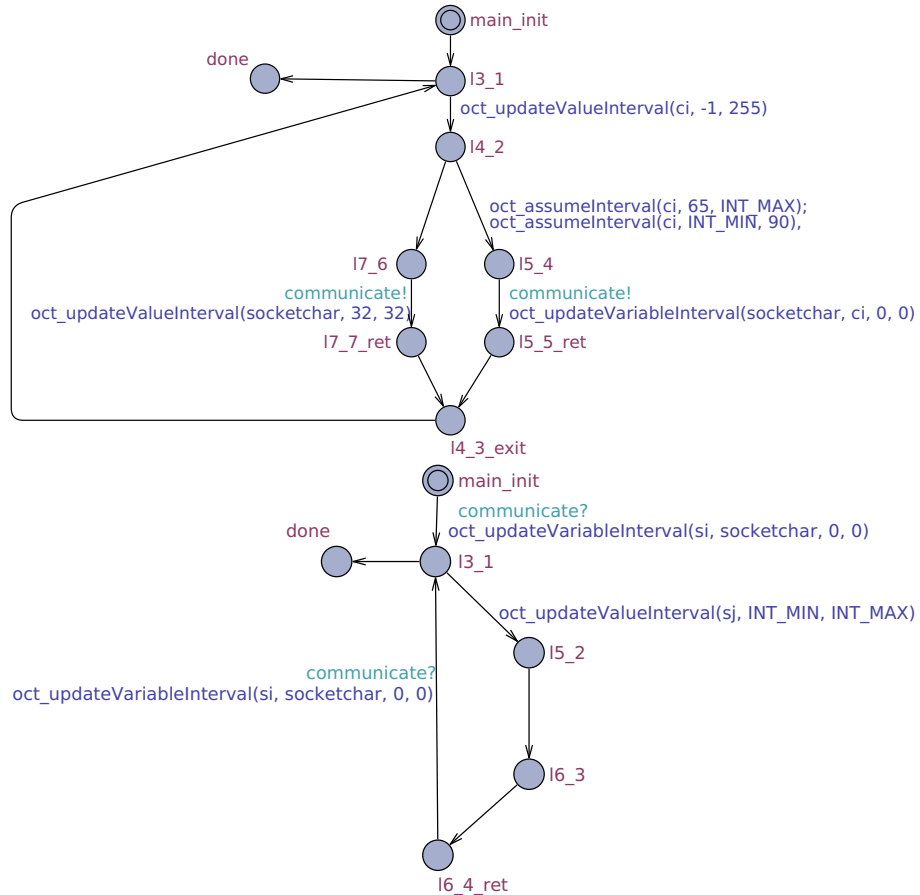 main_init
done
l3_1
oct_updateValueInterval(ci, -1, 255)
l4_2
oct_assumeInterval(ci, 65, INT_MAX);
oct_assumeInterval(ci, INT_MIN, 90),
l7_6
l5_4
communicate!
communicate!
oct_updateValueInterval(socketchar, 32, 32)
oct_updateVariableInterval(socketchar, ci, 0, 0)
l7_7_ret
l5_5_ret
l4_3_exit
main_init
communicate?
oct_updateVariableInterval(si, socketchar, 0, 0)
done
l3_1
oct_updateValueInterval(sj, INT_MIN, INT_MAX)
l5_2
communicate?
oct_updateVariableInterval(si, socketchar, 0, 0)
l6_3
l6_4_ret